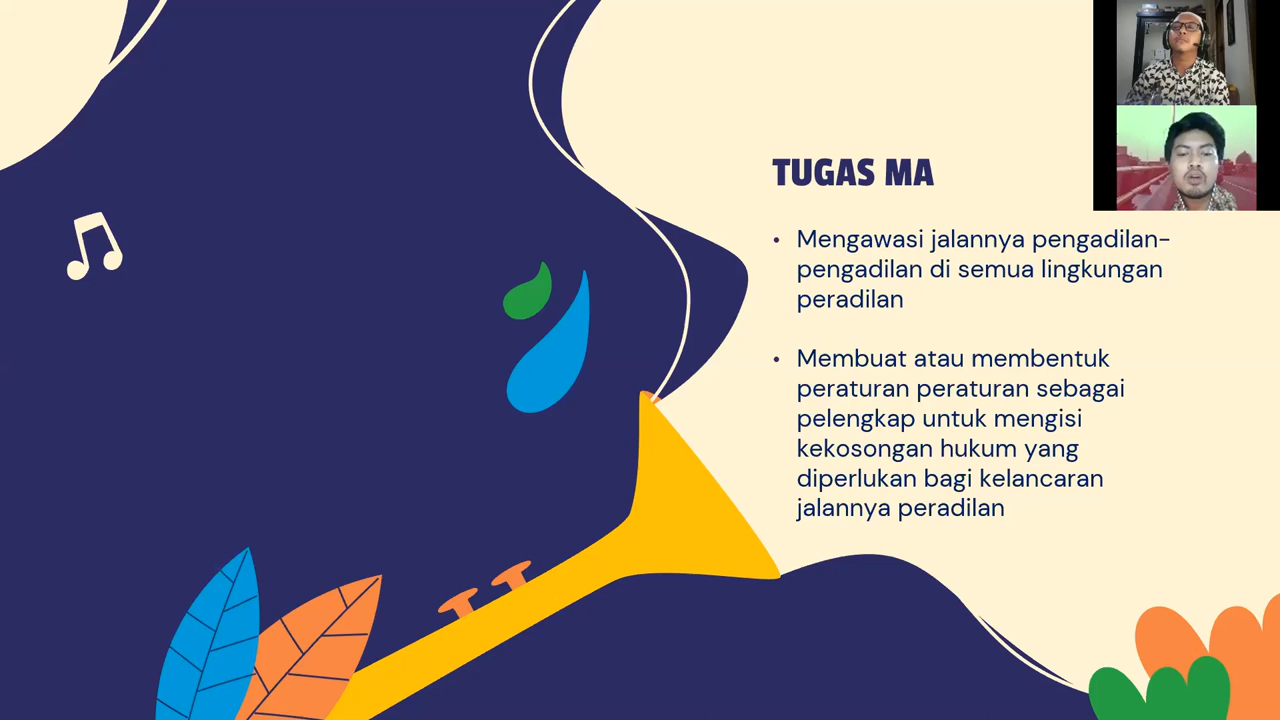 TUGAS MA
• Mengawasi jalannya pengadilan-
pengadilan di semua lingkungan
peradilan
• Membuat atau membentuk
peraturan peraturan sebagai
pelengkap untuk mengisi
kekosongan hukum yang
diperlukan bagi kelancaran
jalannya peradilan